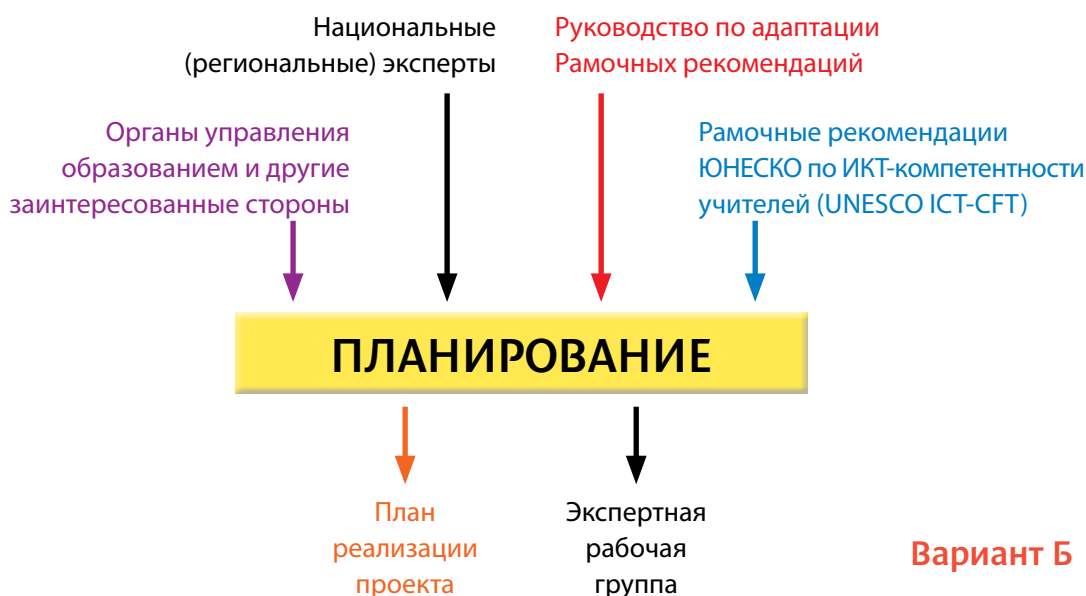 Национальные
(региональные) эксперты
Руководство по адаптации
Рамочных рекомендаций
Органы управления
образованием и другие
заинтересованные стороны
Рамочные рекомендации
ЮНЕСКО по ИКТ-компетентности
учителей (UNESCO ICT-CFT)
ПЛАНИРОВАНИЕ
План
реализации
проекта
Экспертная
рабочая
группа
Вариант Б